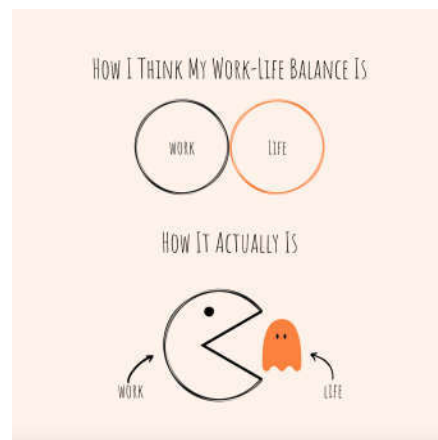 How I Think My Work-Life Balance Is
work
Life
How It Actually Is
work
life